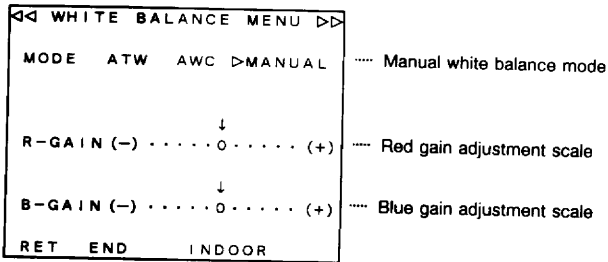 ◁◁ WHITE BALANCE MENU ▷▷
MODE ATW AWC ▷MANUAL ····· Manual white balance mode
↓
R-GAIN (−) · · · · · O · · · · · (+) ····· Red gain adjustment scale
↓
B-GAIN (−) · · · · · O · · · · · (+) ····· Blue gain adjustment scale
RET END INDOOR